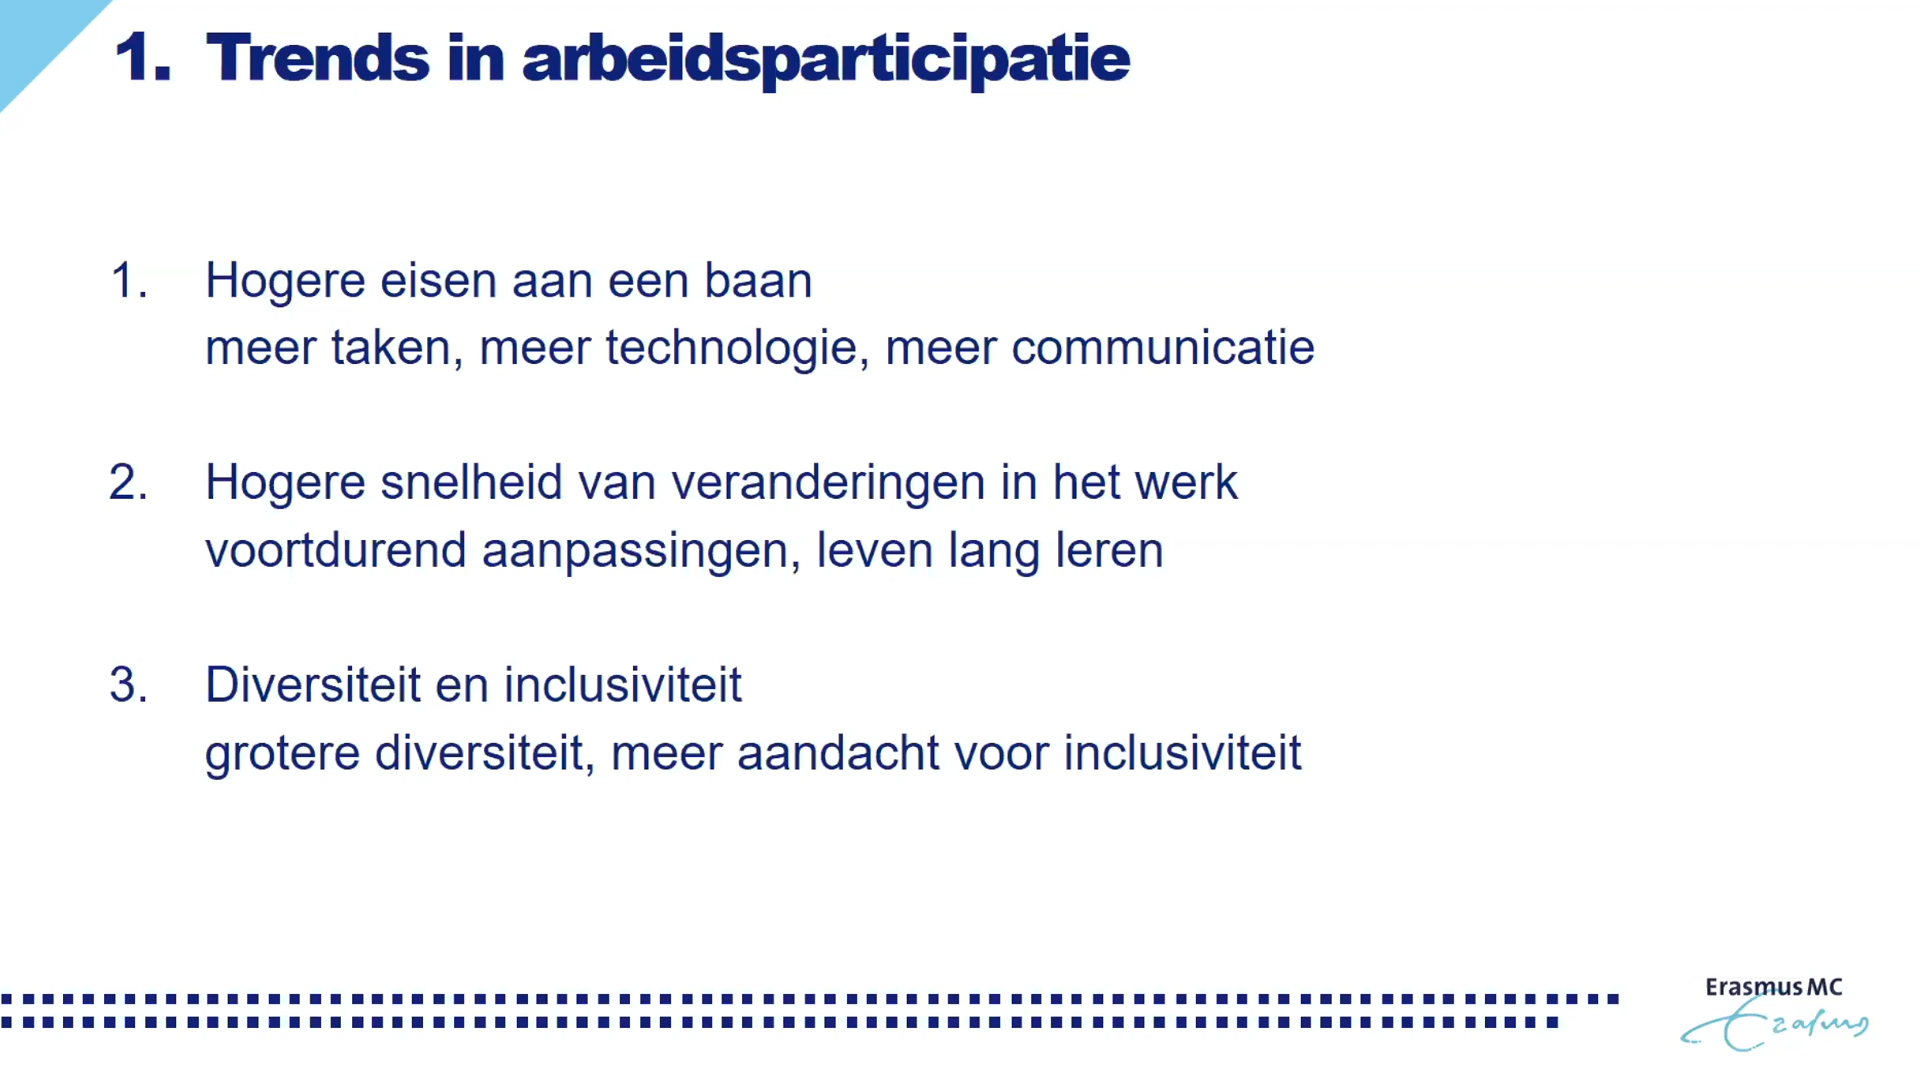 1. Trends in arbeidsparticipatie
1. Hogere eisen aan een baan
meer taken, meer technologie, meer communicatie
2. Hogere snelheid van veranderingen in het werk
voortdurend aanpassingen, leven lang leren
3. Diversiteit en inclusiviteit
grotere diversiteit, meer aandacht voor inclusiviteit
Erasmus MC